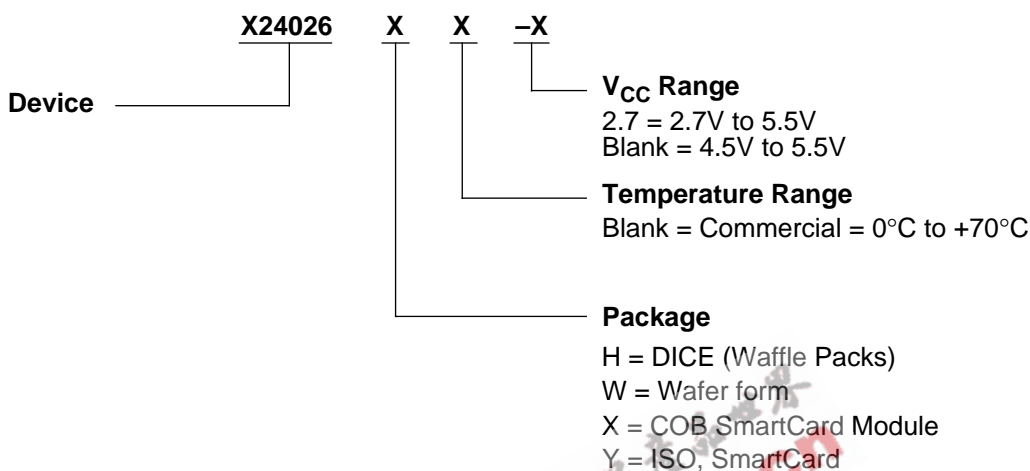 X24026 X X –X
Device
VCC Range
2.7 = 2.7V to 5.5V
Blank = 4.5V to 5.5V
Temperature Range
Blank = Commercial = 0°C to +70°C
Package
H = DICE (Waffle Packs)
W = Wafer form
X = COB SmartCard Module
Y = ISO, SmartCard